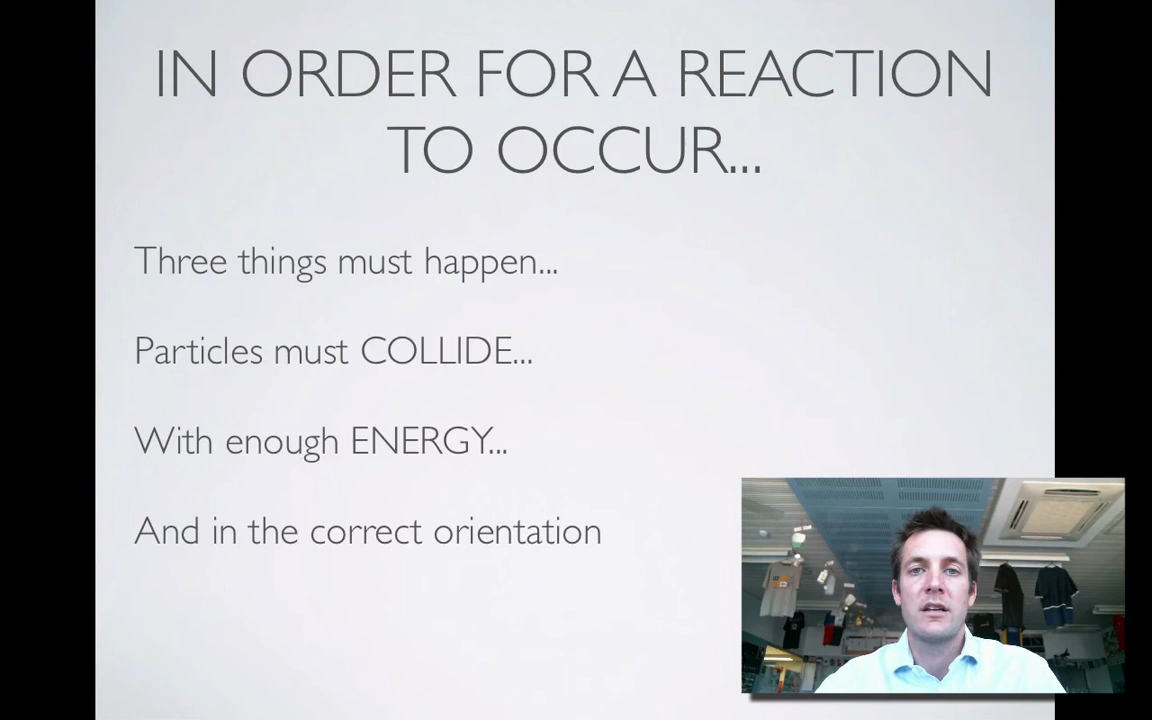 IN ORDER FOR A REACTION
TO OCCUR...
Three things must happen...
Particles must COLLIDE...
With enough ENERGY...
And in the correct orientation